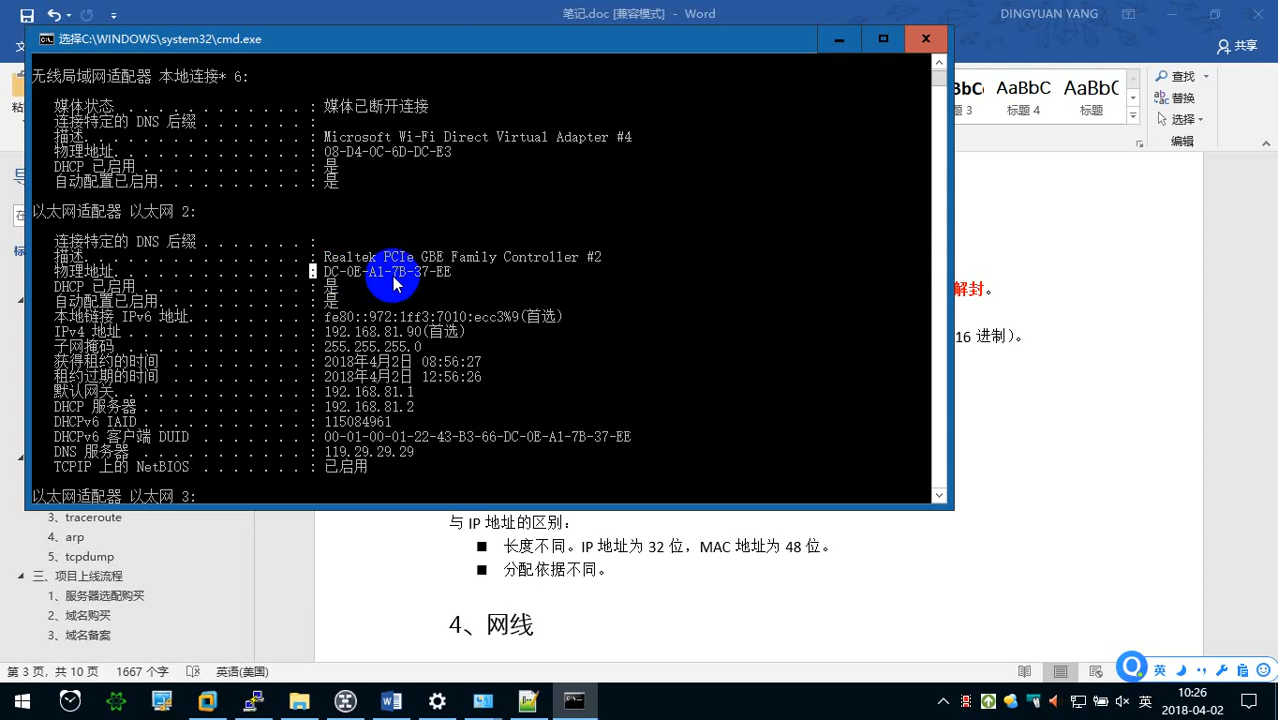 笔记.doc [兼容模式] - Word
DINGYUAN YANG
共享
选择C:\WINDOWS\system32\cmd.exe
无线局域网适配器 本地连接* 6:
媒体状态 . . . . . . . . . . . . : 媒体已断开连接
连接特定的 DNS 后缀 . . . . . . . :
描述. . . . . . . . . . . . . . . : Microsoft Wi-Fi Direct Virtual Adapter #4
物理地址. . . . . . . . . . . . . : 08-D4-0C-6D-DC-E3
DHCP 已启用 . . . . . . . . . . . : 是
自动配置已启用. . . . . . . . . . : 是
以太网适配器 以太网 2:
连接特定的 DNS 后缀 . . . . . . . :
描述. . . . . . . . . . . . . . . : Realtek PCIe GBE Family Controller #2
物理地址. . . . . . . . . . . . . : DC-0E-A1-7B-37-EE
DHCP 已启用 . . . . . . . . . . . : 是
自动配置已启用. . . . . . . . . . : 是
本地链接 IPv6 地址. . . . . . . . : fe80::972:1ff3:7010:ecc3%9(首选)
IPv4 地址 . . . . . . . . . . . . : 192.168.81.90(首选)
子网掩码 . . . . . . . . . . . . : 255.255.255.0
获得租约的时间 . . . . . . . . . : 2018年4月2日 08:56:27
租约过期的时间 . . . . . . . . . : 2018年4月2日 12:56:26
默认网关. . . . . . . . . . . . . : 192.168.81.1
DHCP 服务器 . . . . . . . . . . . : 192.168.81.2
DHCPv6 IAID . . . . . . . . . . . : 115084961
DHCPv6 客户端 DUID . . . . . . . : 00-01-00-01-22-43-B3-66-DC-0E-A1-7B-37-EE
DNS 服务器 . . . . . . . . . . . : 119.29.29.29
TCPIP 上的 NetBIOS . . . . . . . : 已启用
以太网适配器 以太网 3:
AaBbC AaBbC
标题 4 标题 5
查找
替换
选择
编辑
解封。
16 进制)。
3、traceroute
4、arp
5、tcpdump
三、项目上线流程
1、服务器选配购买
2、域名购买
3、域名备案
与 IP 地址的区别：
■ 长度不同。IP 地址为 32 位，MAC 地址为 48 位。
■ 分配依据不同。
4、网线
第 3 页，共 10 页 1667 个字 英语(美国)
英
英
10:26
2018-04-02